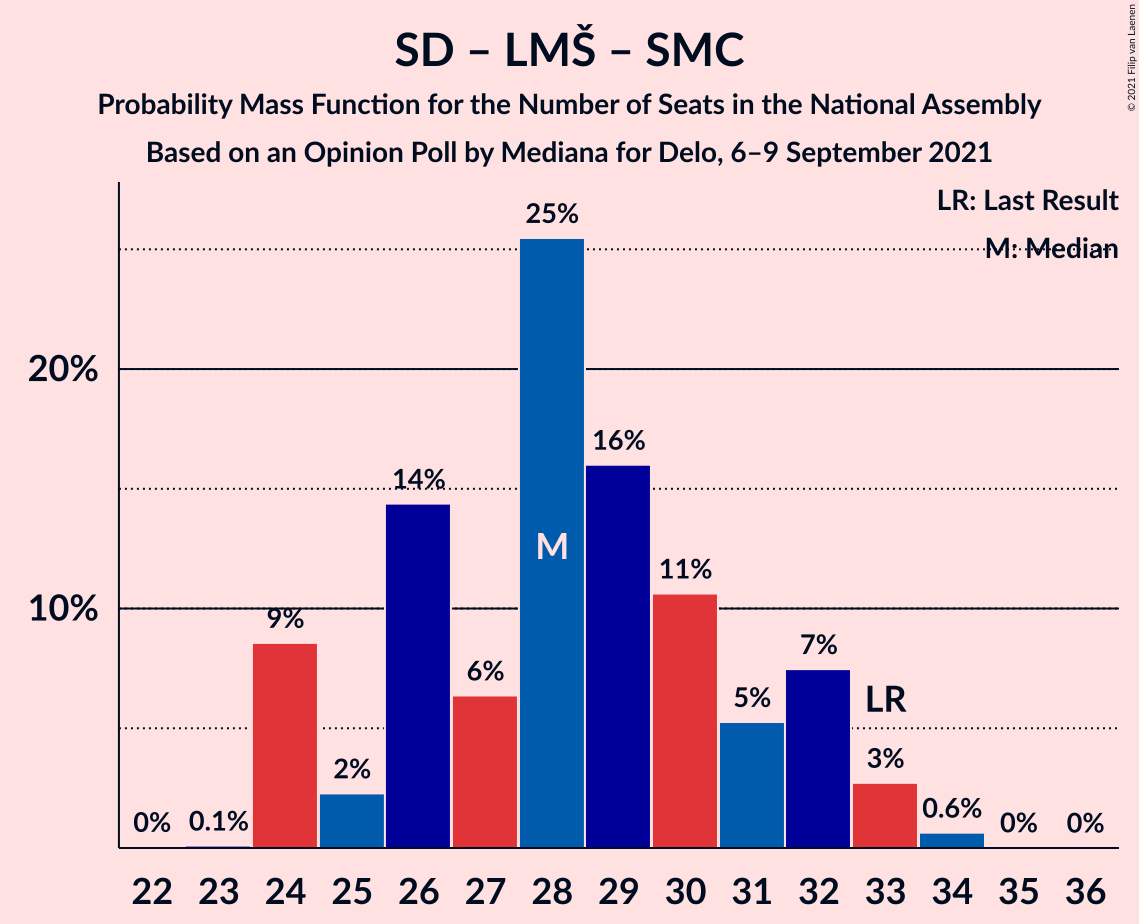 SD – LMŠ – SMC
Probability Mass Function for the Number of Seats in the National Assembly
Based on an Opinion Poll by Mediana for Delo, 6–9 September 2021
© 2021 Filip van Laenen
LR: Last Result
M: Median
20%
10%
0%
0.1%
9%
2%
14%
6%
25%
M
16%
11%
5%
7%
LR
3%
0.6%
0%
0%
22 23 24 25 26 27 28 29 30 31 32 33 34 35 36